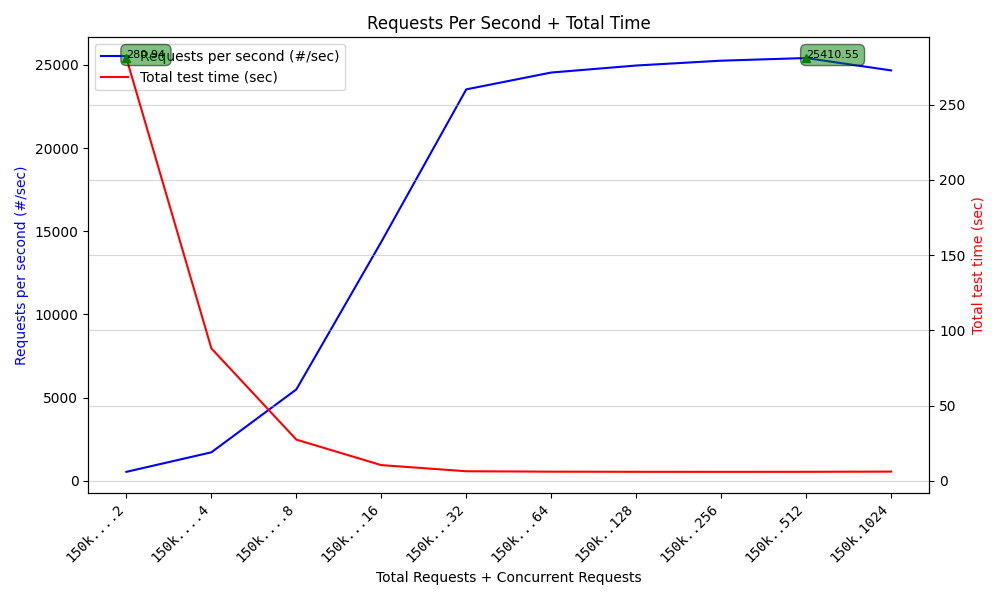 Requests Per Second + Total Time
280.94
Requests per second (#/sec)
Total test time (sec)
25410.55
25000
20000
15000
10000
5000
0
Requests per second (#/sec)
250
200
150
100
50
0
Total test time (sec)
150k....2
150k....4
150k....8
150k...16
150k...32
150k...64
150k..128
150k..256
150k..512
150k.1024
Total Requests + Concurrent Requests